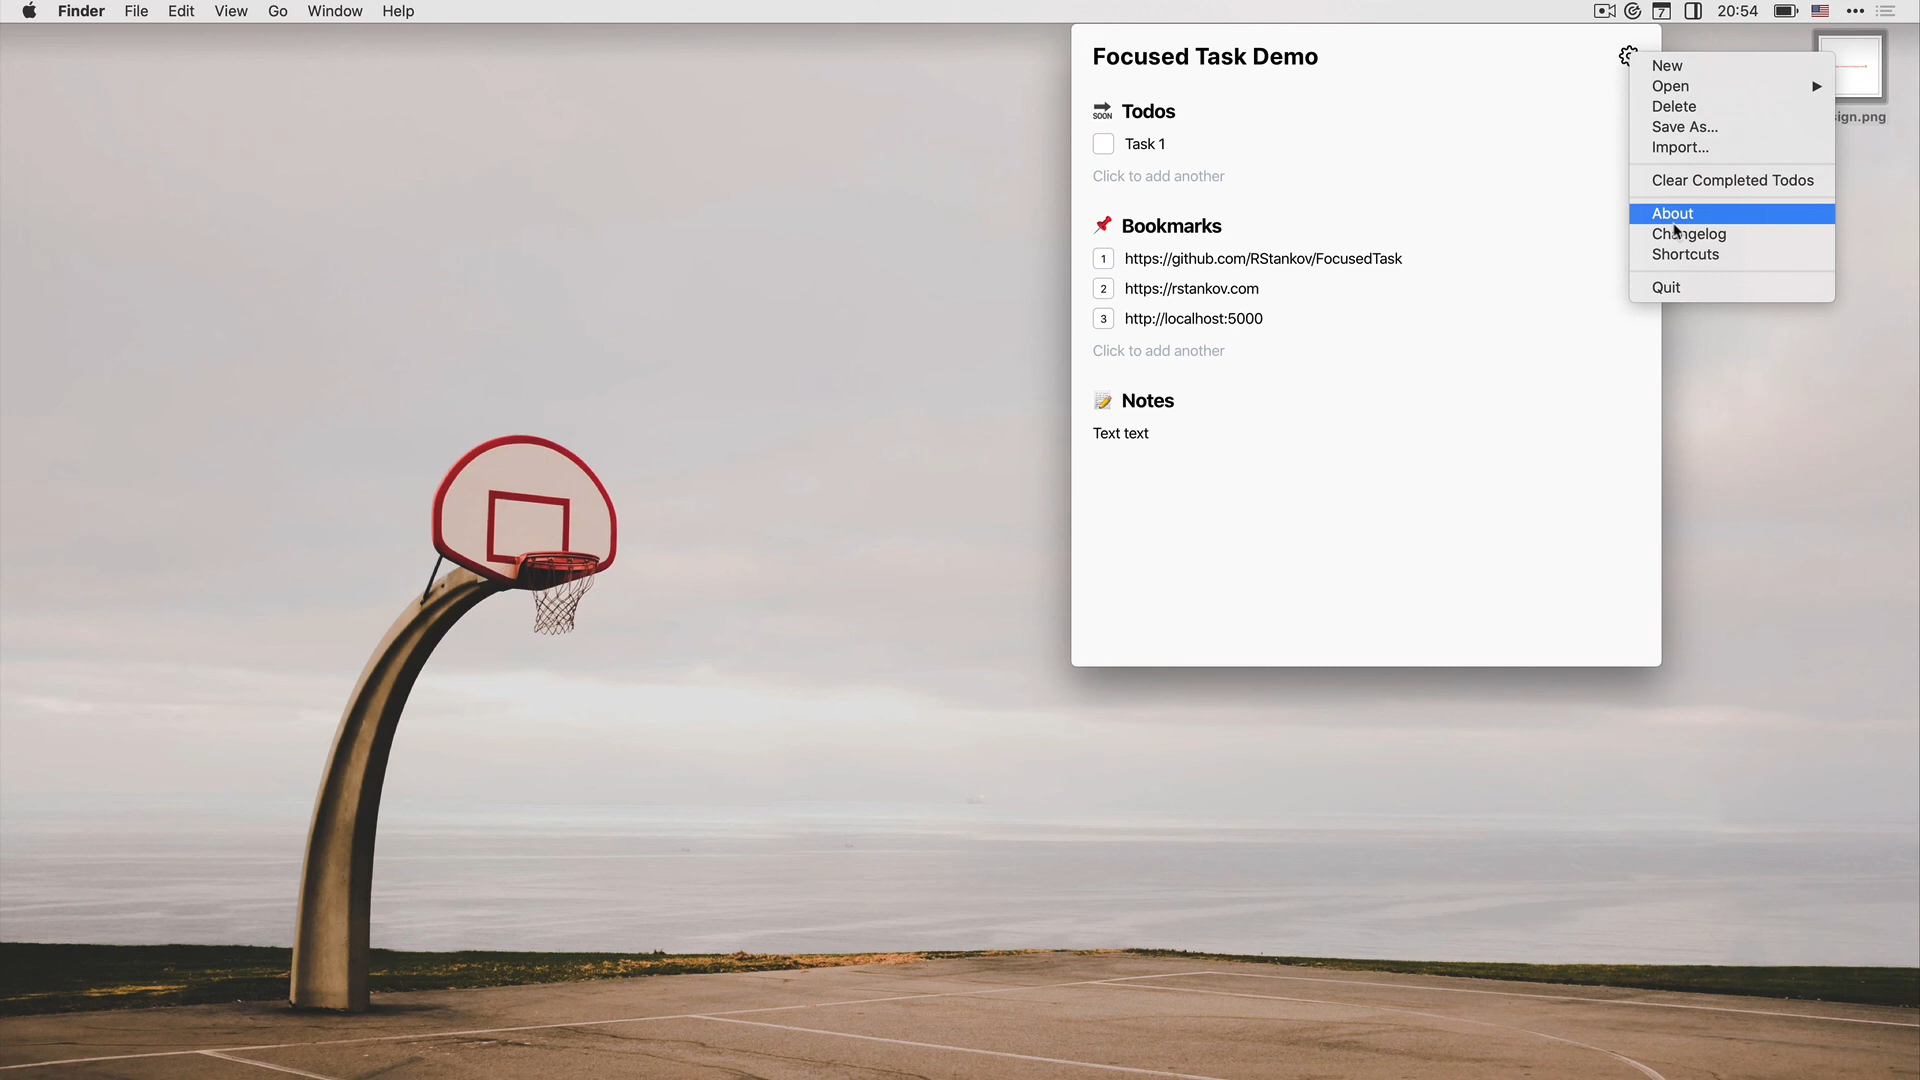 Finder File Edit View Go Window Help 7 20:54
Focused Task Demo
SOON Todos
Task 1
Click to add another
Bookmarks
1 https://github.com/RStankov/FocusedTask
2 https://rstankov.com
3 http://localhost:5000
Click to add another
Notes
Text text
New
Open
Delete
Save As...
Import...
Clear Completed Todos
About
Changelog
Shortcuts
Quit
ign.png